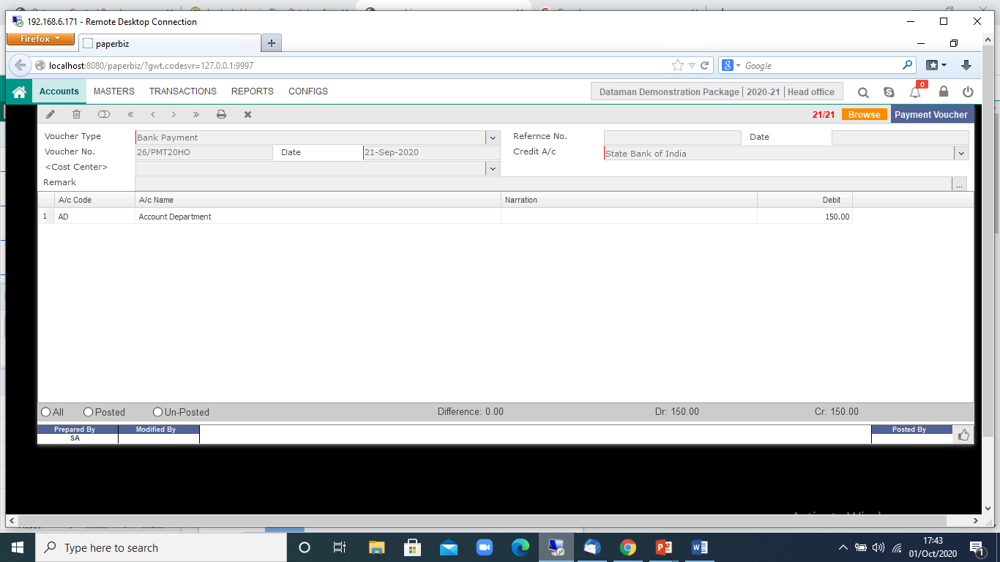 192.168.6.171 - Remote Desktop Connection
Firefox
paperbiz
localhost:8080/paperbiz/?gwt.codesvr=127.0.0.1:9997
Google
Accounts MASTERS TRANSACTIONS REPORTS CONFIGS
Dataman Demonstration Package | 2020-21 | Head office
0
21/21 Browse Payment Voucher
Voucher Type Bank Payment Refernce No. Date
Voucher No. 26/PMT20HO Date 21-Sep-2020 Credit A/c State Bank of India
<Cost Center>
Remark ...
A/c Code A/c Name Narration Debit
1 AD Account Department 150.00
All Posted Un-Posted Difference: 0.00 Dr: 150.00 Cr: 150.00
Prepared By Modified By Posted By
SA
Type here to search
17:43
01/Oct/2020
1